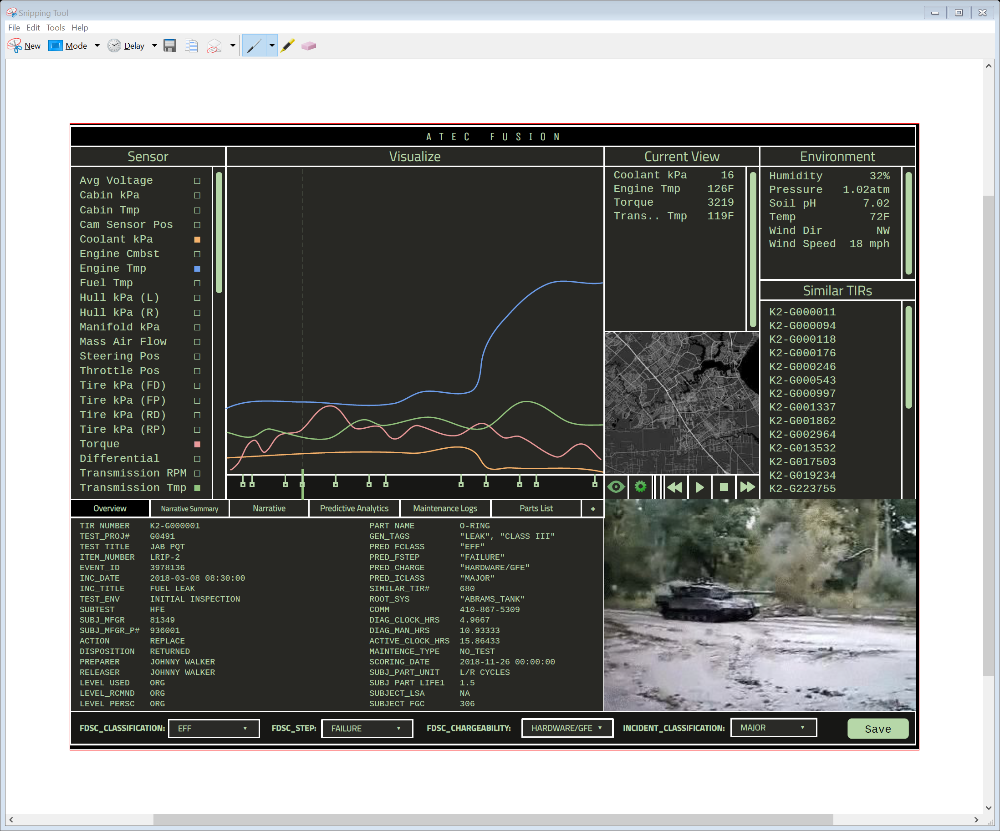 Snipping Tool
File Edit Tools Help
New Mode Delay
ATEC FUSION
Sensor
Avg Voltage
Cabin kPa
Cabin Tmp
Cam Sensor Pos
Coolant kPa
Engine Cmbst
Engine Tmp
Fuel Tmp
Hull kPa (L)
Hull kPa (R)
Manifold kPa
Mass Air Flow
Steering Pos
Throttle Pos
Tire kPa (FD)
Tire kPa (FP)
Tire kPa (RD)
Tire kPa (RP)
Torque
Differential
Transmission RPM
Transmission Tmp
Visualize
Current View
Coolant kPa 16
Engine Tmp 126F
Torque 3219
Trans.. Tmp 119F
HEB
Environment
Humidity 32%
Pressure 1.02atm
Soil pH 7.02
Temp 72F
Wind Dir NW
Wind Speed 18 mph
Similar TIRs
K2-G000011
K2-G000094
K2-G000118
K2-G000176
K2-G000246
K2-G000543
K2-G000997
K2-G001337
K2-G001862
K2-G002964
K2-G013532
K2-G017503
K2-G019234
K2-G223755
Overview Narrative Summary Narrative Predictive Analytics Maintenance Logs Parts List +
TIR_NUMBER K2-G000001
TEST_PROJ# G0491
TEST_TITLE JAB PQT
ITEM_NUMBER LRIP-2
EVENT_ID 3978136
INC_DATE 2018-03-08 08:30:00
INC_TITLE FUEL LEAK
TEST_ENV INITIAL INSPECTION
SUBTEST HFE
SUBJ_MFGR 81349
SUBJ_MFGR_P# 936001
ACTION REPLACE
DISPOSITION RETURNED
PREPARER JOHNNY WALKER
RELEASER JOHNNY WALKER
LEVEL_USED ORG
LEVEL_RCMND ORG
LEVEL_PERSC ORG
PART_NAME O-RING
GEN_TAGS "LEAK", "CLASS III"
PRED_FCLASS "EFF"
PRED_FSTEP "FAILURE"
PRED_CHARGE "HARDWARE/GFE"
PRED_ICLASS "MAJOR"
SIMILAR_TIR# 680
ROOT_SYS "ABRAMS_TANK"
COMM 410-867-5309
DIAG_CLOCK_HRS 4.9667
DIAG_MAN_HRS 10.93333
ACTIVE_CLOCK_HRS 15.86433
MAINTENCE_TYPE NO_TEST
SCORING_DATE 2018-11-26 00:00:00
SUBJ_PART_UNIT L/R CYCLES
SUBJ_PART_LIFE1 1.5
SUBJECT_LSA NA
SUBJECT_FGC 306
FDSC_CLASSIFICATION: EFF FDSC_STEP: FAILURE FDSC_CHARGEABILITY: HARDWARE/GFE INCIDENT_CLASSIFICATION: MAJOR Save